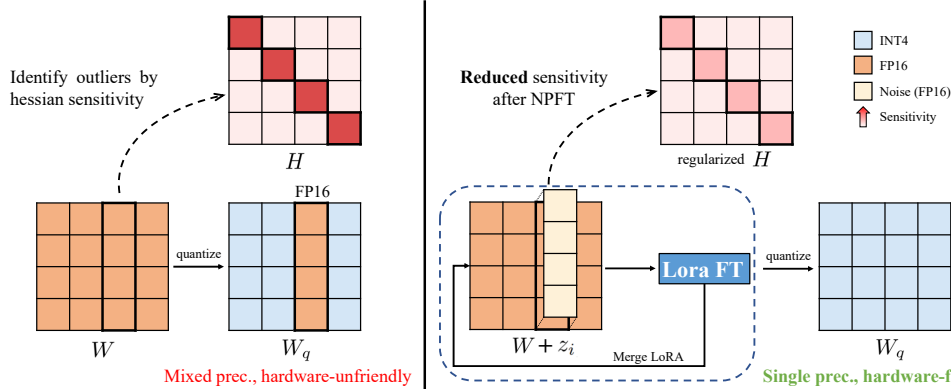 Identify outliers by
hessian sensitivity
H
FP16
W
quantize
W_q
Mixed prec., hardware-unfriendly
Reduced sensitivity
after NPFT
regularized H
INT4
FP16
Noise (FP16)
Sensitivity
W + z_i
Lora FT
Merge LoRA
quantize
W_q
Single prec., hardware-f